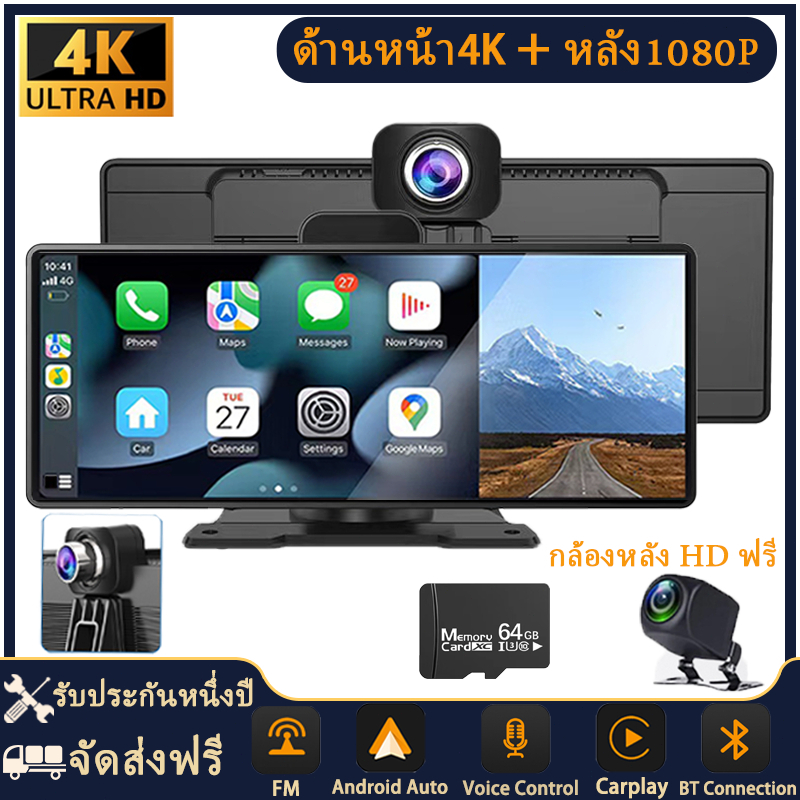 4K
ULTRA HD
ด้านหน้า4K + หลัง1080P
10:41
4G
27
Phone
Maps
Messages
Now Playing
TUE
27
Car
Calendar
Settings
Google Maps
กล้องหลัง HD ฟรี
Memory 64GB
Card XC I U3 10
รับประกันหนึ่งปี
จัดส่งฟรี
FM
Android Auto
Voice Control
Carplay
BT Connection